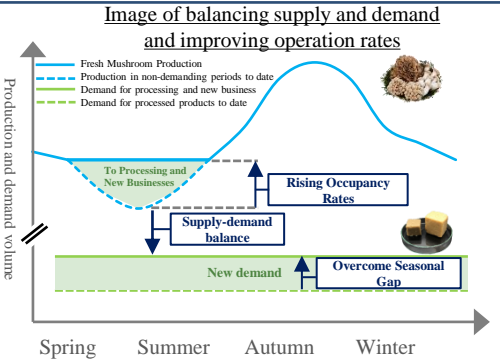 Image of balancing supply and demand
and improving operation rates
Fresh Mushroom Production
Production in non-demanding periods to date
Demand for processing and new business
Demand for processed products to date
Production and demand
volume
To Processing and
New Businesses
Rising Occupancy
Rates
Supply-demand
balance
New demand
Overcome Seasonal
Gap
Spring
Summer
Autumn
Winter